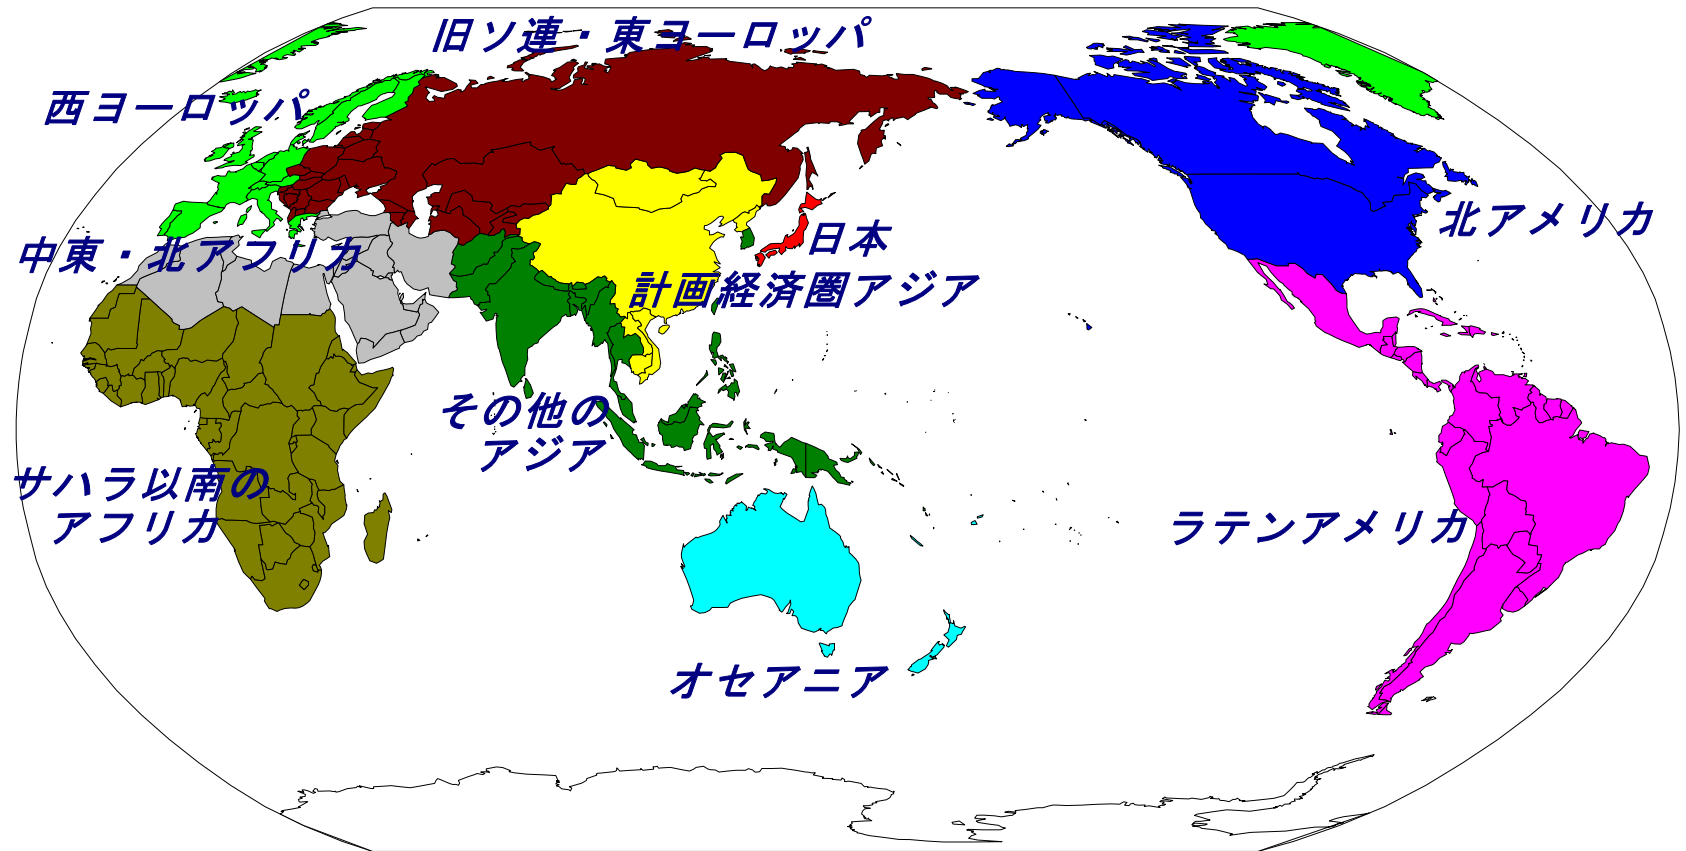 旧ソ連・東ヨーロッパ
西ヨーロッパ
北アメリカ
日本
中東・北アフリカ
計画経済圏アジア
その他の
アジア
サハラ以南の
アフリカ
ラテンアメリカ
オセアニア